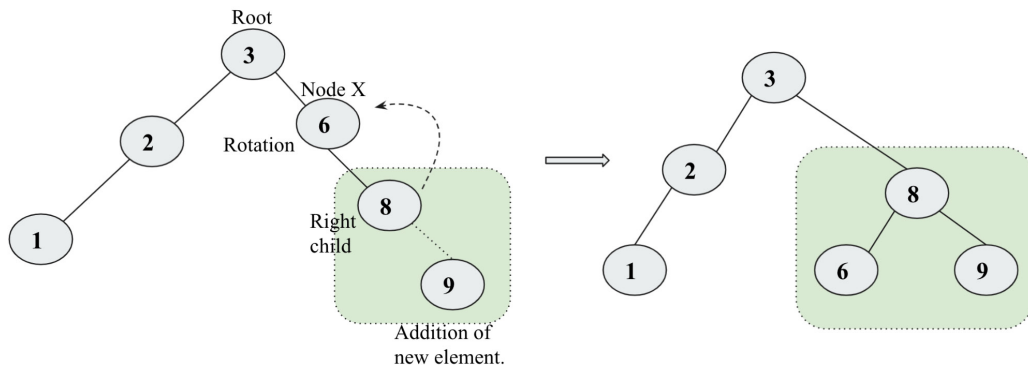 Root
3
3
Node X
6
Rotation
2
2
8
Right
child
8
1
1
6
9
9
Addition of
new element.